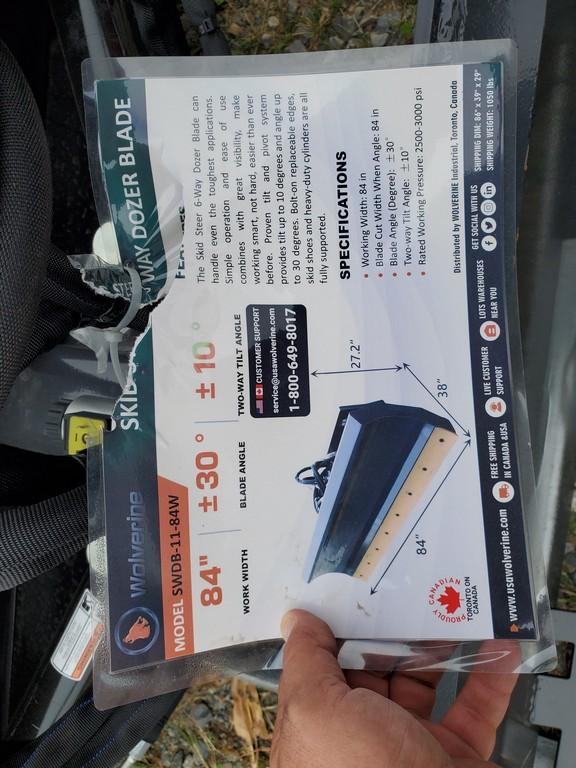 Wolverine
SKID S
WAY DOZER BLADE
MODEL SWDB-11-84W
84" ±30° ±10°
WORK WIDTH BLADE ANGLE TWO-WAY TILT ANGLE
CUSTOMER SUPPORT
service@usawolverine.com
1-800-649-8017
27.2"
38"
84"
PROUDLY CANADIAN
TORONTO ON
CANADA
The Skid Steer 6-Way Dozer Blade can
handle even the toughest applications.
Simple operation and ease of use
combines with great visibility, make
working smart, not hard, easier than ever
before. Proven tilt and pivot system
provides tilt up to 10 degrees and angle up
to 30 degrees. Bolt-on replaceable edges,
skid shoes and heavy-duty cylinders are all
fully supported.
SPECIFICATIONS
• Working Width: 84 in
• Blade Cut Width When Angle: 84 in
• Blade Angle(Degree): ±30°
• Two-way Tilt Angle: ±10°
• Rated Working Pressure: 2500-3000 psi
Distributed by WOLVERINE Industrial, Toronto, Canada
www.usawolverine.com
FREE SHIPPING
IN CANADA &USA
LIVE CUSTOMER
SUPPORT
LOTS WAREHOUSES
NEAR YOU
GET SOCIAL WITH US
SHIPPING DIM: 86" x 39" x 29"
SHIPPING WEIGHT: 1050 lbs